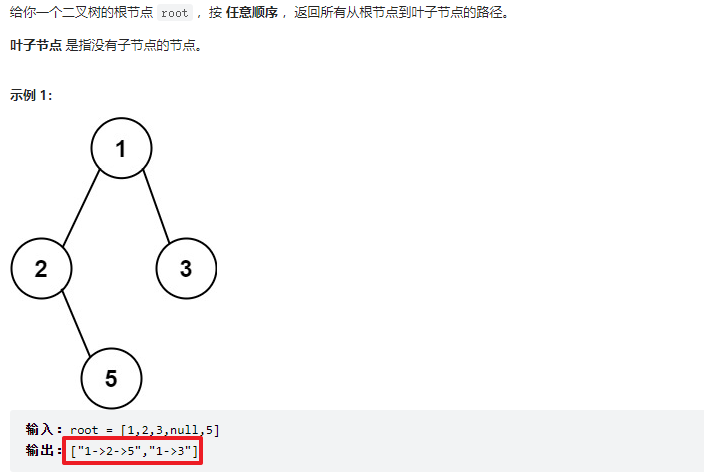 给你一个二叉树的根节点 root ，按 任意顺序 ，返回所有从根节点到叶子节点的路径。
叶子节点 是指没有子节点的节点。
示例 1：
1
2
3
5
输入：root = [1,2,3,null,5]
输出：["1->2->5","1->3"]